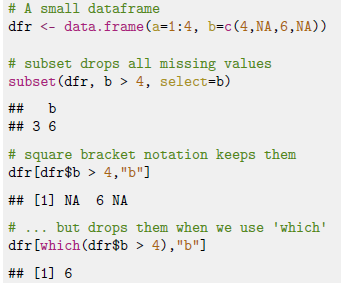 # A small dataframe
dfr <- data.frame(a=1:4, b=c(4,NA,6,NA))
# subset drops all missing values
subset(dfr, b > 4, select=b)
##   b
## 3 6
# square bracket notation keeps them
dfr[dfr$b > 4,"b"]
## [1] NA  6 NA
# ... but drops them when we use 'which'
dfr[which(dfr$b > 4),"b"]
## [1] 6